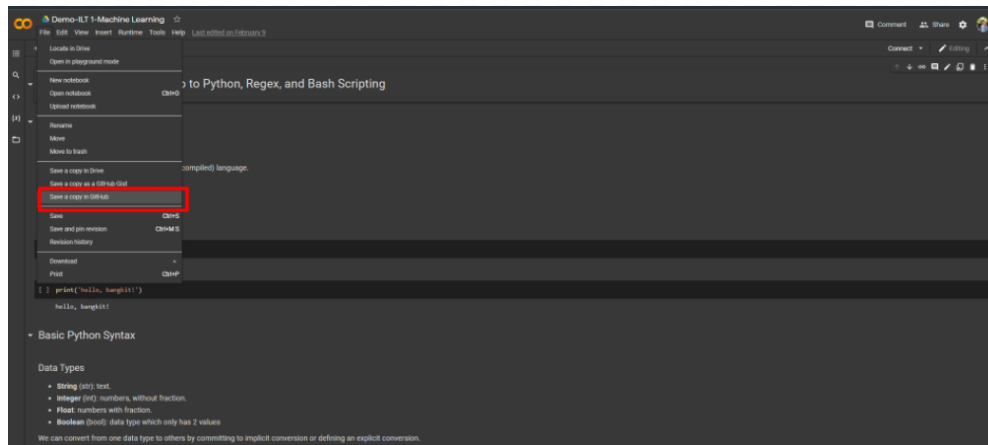 Demo-ILT 1-Machine Learning
File Edit View Insert Runtime Tools Help Last edited on February 9
Comment Share
Connect Editing
Locate in Drive
Open in playground mode
New notebook
Open notebook Ctrl+O
Upload notebook
to Python, Regex, and Bash Scripting
Rename
Move
Move to trash
Save a copy in Drive
compiled) language.
Save a copy as a GitHub Gist
Save a copy in GitHub
Save Ctrl+S
Save and pin revision Ctrl+M S
Revision history
Download
Print Ctrl+P
[ ] print('hello, bangkit!')
hello, bangkit!
Basic Python Syntax
Data Types
• String (str): text.
• Integer (int): numbers, without fraction.
• Float: numbers with fraction.
• Boolean (bool): data type which only has 2 values
We can convert from one data type to others by committing to implicit conversion or defining an explicit conversion.